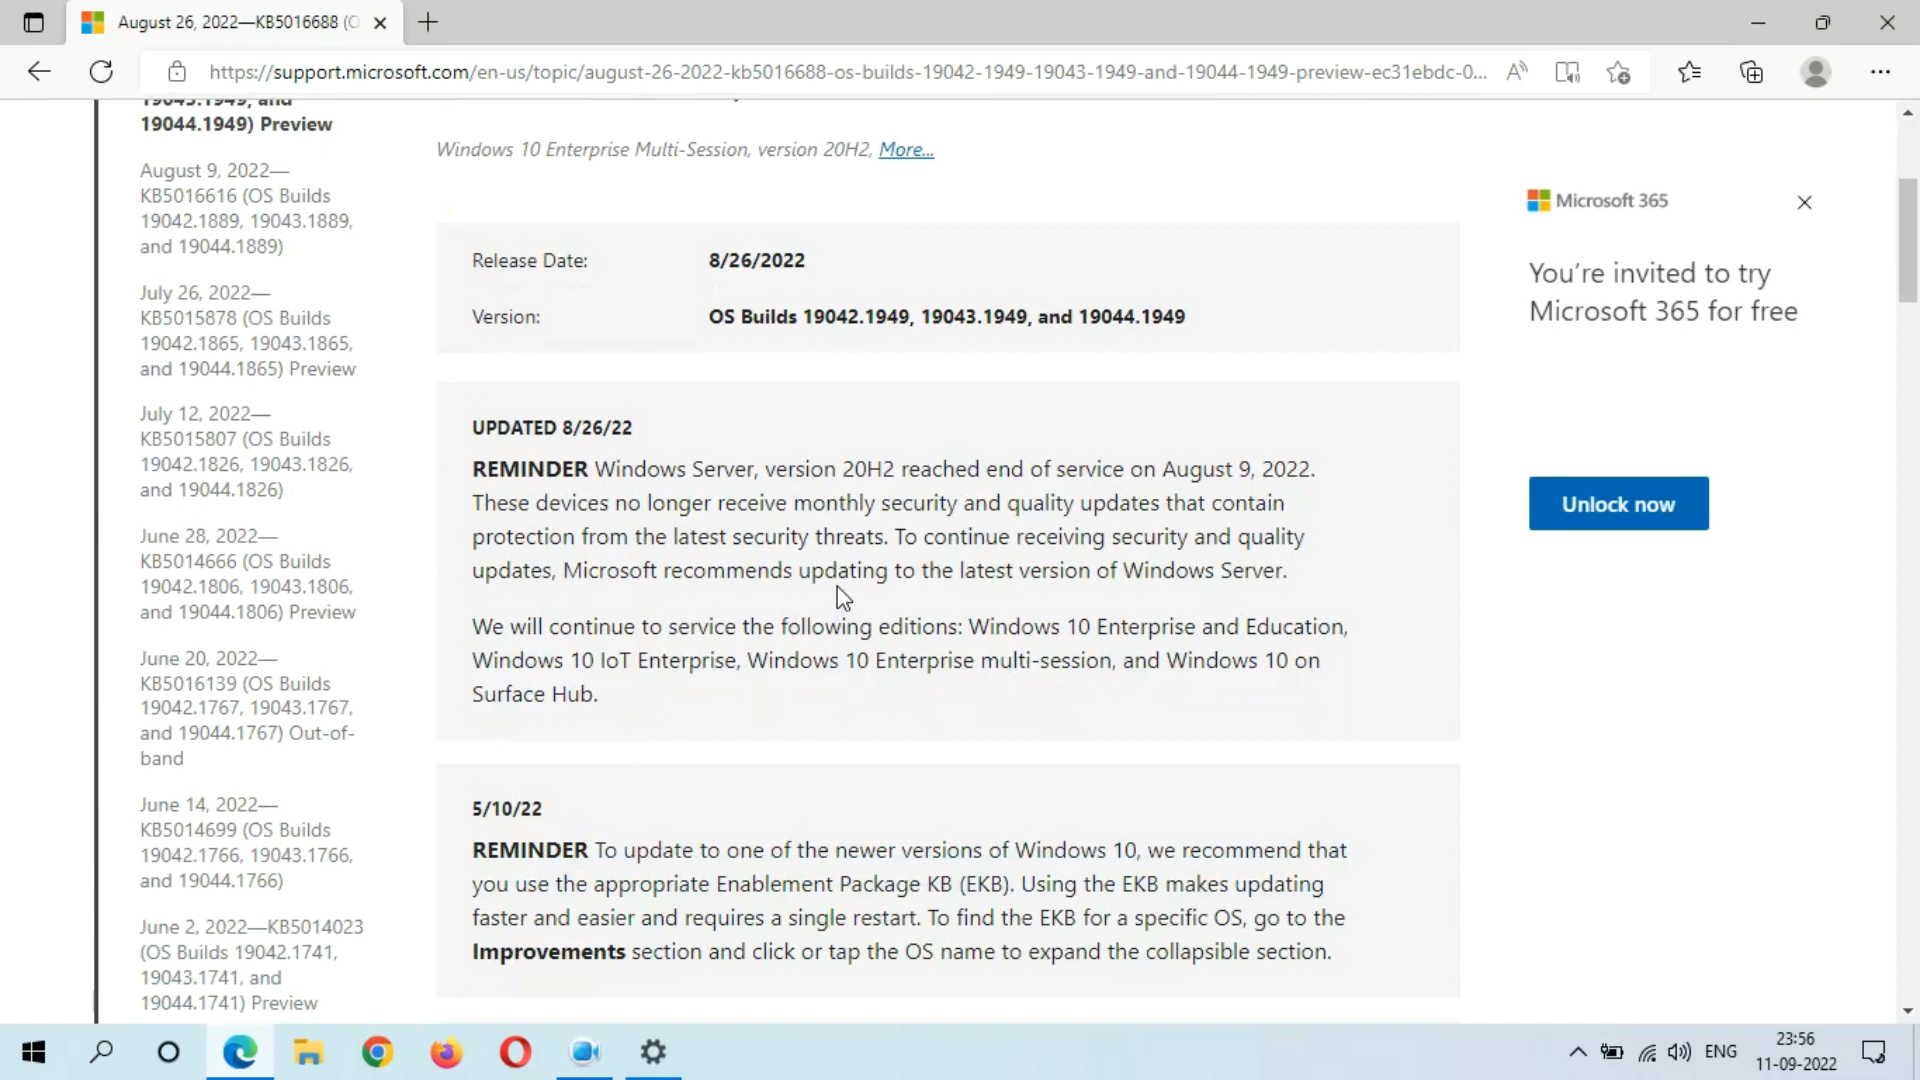 August 26, 2022—KB5016688 (O
https://support.microsoft.com/en-us/topic/august-26-2022-kb5016688-os-builds-19042-1949-19043-1949-and-19044-1949-preview-ec31ebdc-0...
19043.1949, and
19044.1949) Preview
August 9, 2022—
KB5016616 (OS Builds
19042.1889, 19043.1889,
and 19044.1889)
July 26, 2022—
KB5015878 (OS Builds
19042.1865, 19043.1865,
and 19044.1865) Preview
July 12, 2022—
KB5015807 (OS Builds
19042.1826, 19043.1826,
and 19044.1826)
June 28, 2022—
KB5014666 (OS Builds
19042.1806, 19043.1806,
and 19044.1806) Preview
June 20, 2022—
KB5016139 (OS Builds
19042.1767, 19043.1767,
and 19044.1767) Out-of-
band
June 14, 2022—
KB5014699 (OS Builds
19042.1766, 19043.1766,
and 19044.1766)
June 2, 2022—KB5014023
(OS Builds 19042.1741,
19043.1741, and
19044.1741) Preview
Windows 10 Enterprise Multi-Session, version 20H2, More...
Release Date: 8/26/2022
Version: OS Builds 19042.1949, 19043.1949, and 19044.1949
UPDATED 8/26/22
REMINDER Windows Server, version 20H2 reached end of service on August 9, 2022.
These devices no longer receive monthly security and quality updates that contain
protection from the latest security threats. To continue receiving security and quality
updates, Microsoft recommends updating to the latest version of Windows Server.
We will continue to service the following editions: Windows 10 Enterprise and Education,
Windows 10 IoT Enterprise, Windows 10 Enterprise multi-session, and Windows 10 on
Surface Hub.
5/10/22
REMINDER To update to one of the newer versions of Windows 10, we recommend that
you use the appropriate Enablement Package KB (EKB). Using the EKB makes updating
faster and easier and requires a single restart. To find the EKB for a specific OS, go to the
Improvements section and click or tap the OS name to expand the collapsible section.
Microsoft 365
You're invited to try
Microsoft 365 for free
Unlock now
ENG
23:56
11-09-2022